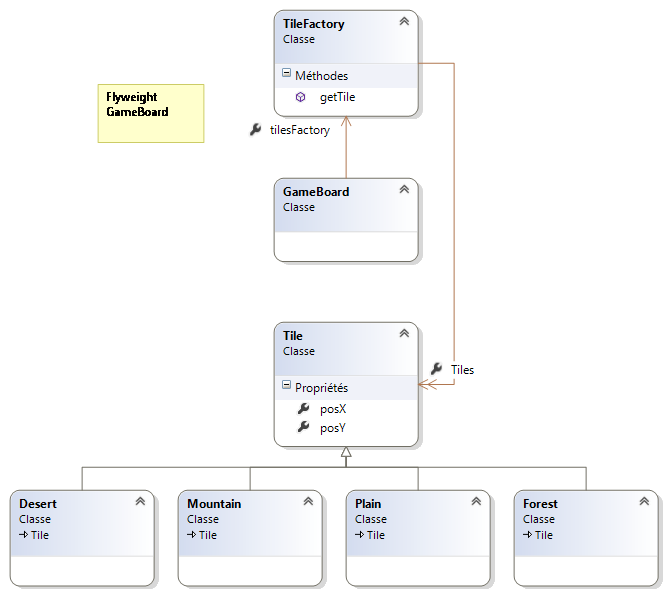 TileFactory
Classe
Méthodes
getTile
Flyweight
GameBoard
tilesFactory
GameBoard
Classe
Tile
Classe
Propriétés
posX
posY
Tiles
Desert
Classe
Tile
Mountain
Classe
Tile
Plain
Classe
Tile
Forest
Classe
Tile